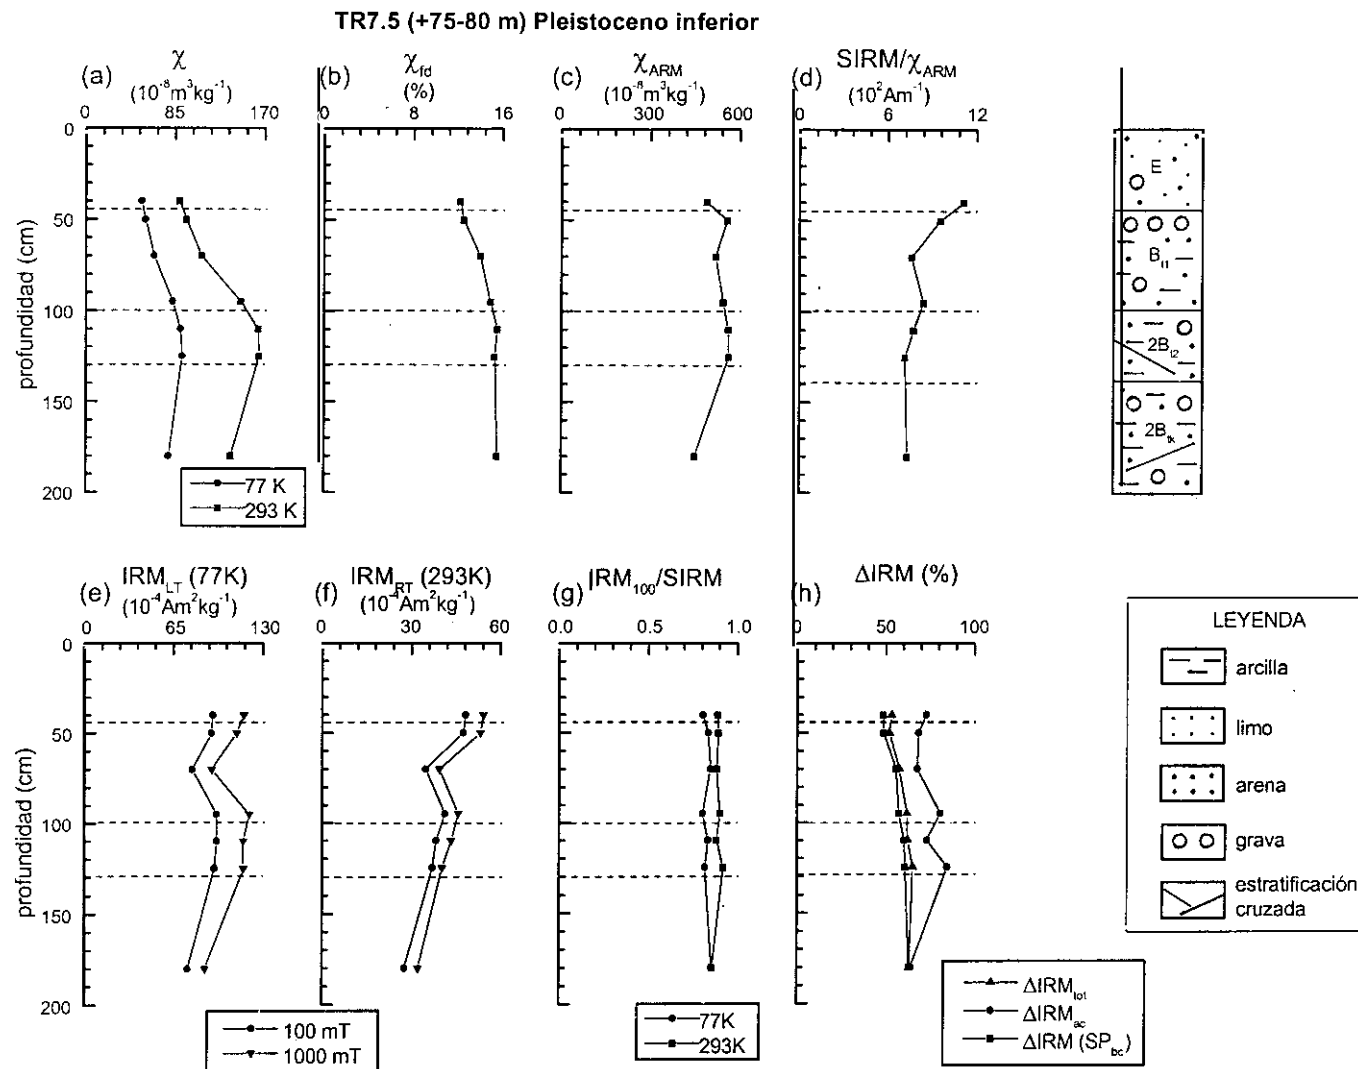 TR7.5 (+75-80 m) Pleistoceno inferior
(a) χ (10⁻⁸m³kg⁻¹)
0 85 170
(b) χfd (%)
0 8 16
(c) χARM (10⁻⁸m³kg⁻¹)
300 600
(d) SIRM/χARM (10²Am⁻¹)
0 6 12
profundidad (cm)
0
50
100
150
200
77 K
293 K
E
2Bt2
2Btk
(e) IRMLT (77K) (10⁻⁴Am²kg⁻¹)
0 65 130
(f) IRMRT (293K) (10⁻⁴Am²kg⁻¹)
0 30 60
(g) IRM100/SIRM
0.0 0.5 1.0
(h) ΔIRM (%)
0 50 100
profundidad (cm)
0
50
100
150
200
100 mT
1000 mT
77K
293K
ΔIRMtot
ΔIRMac
ΔIRM (SPbc)
LEYENDA
arcilla
limo
arena
grava
estratificación
cruzada